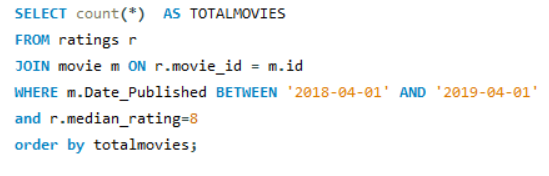 SELECT count(*)  AS TOTALMOVIES
FROM ratings r
JOIN movie m ON r.movie_id = m.id
WHERE m.Date_Published BETWEEN '2018-04-01' AND '2019-04-01'
and r.median_rating=8
order by totalmovies;